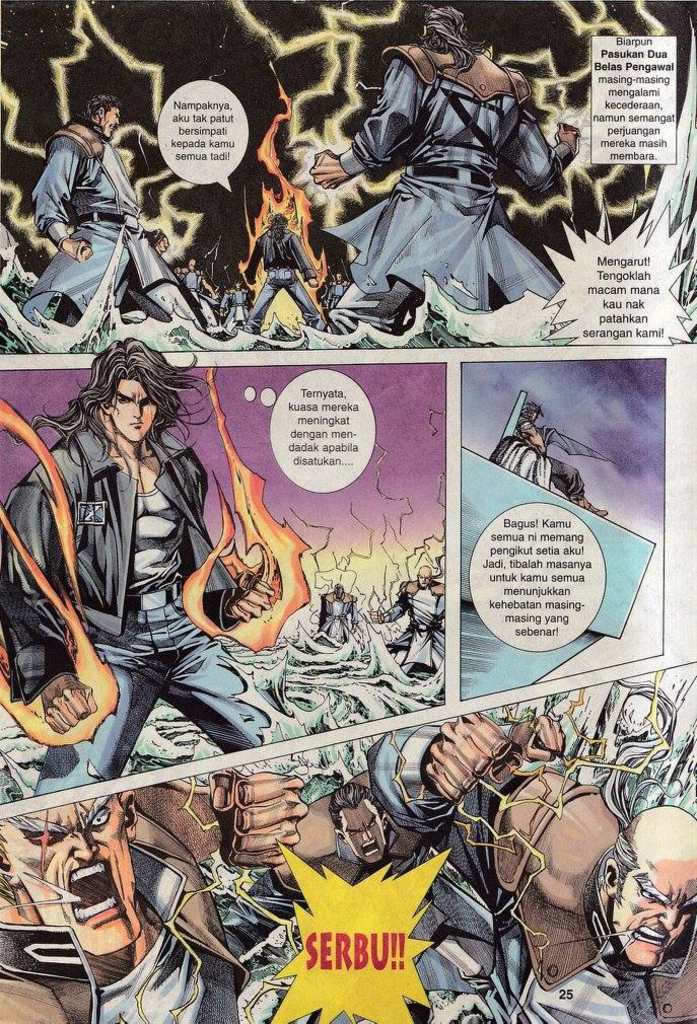 Nampaknya,
aku tak patut
bersimpati
kepada kamu
semua tadi!
Biarpun
Pasukan Dua
Belas Pengawal
masing-masing
mengalami
kecederaan,
namun semangat
perjuangan
mereka masih
membara.
Mengarut!
Tengoklah
macam mana
kau nak
patahkan
serangan kami!
Ternyata,
kuasa mereka
meningkat
dengan men-
dadak apabila
disatukan....
Bagus! Kamu
semua ni memang
pengikut setia aku!
Jadi, tibalah masanya
untuk kamu semua
menunjukkan
kehebatan masing-
masing yang
sebenar!
SERBU!!
25